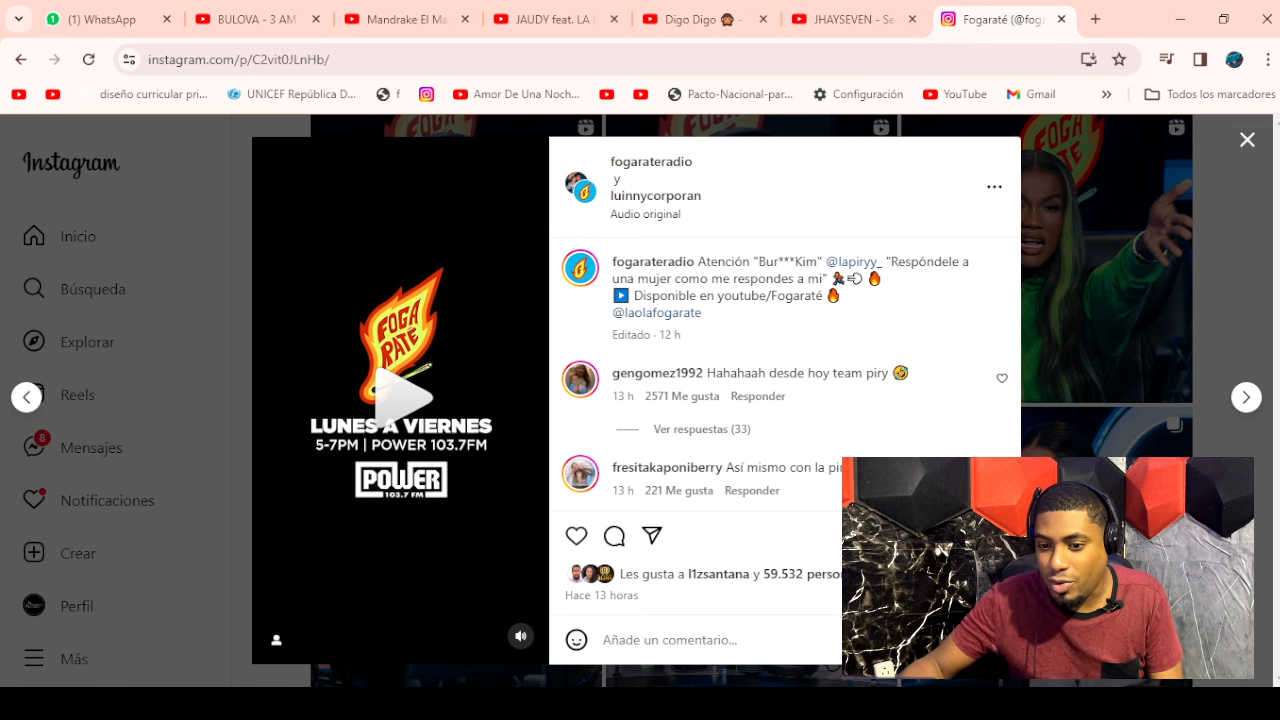 (1) WhatsApp
BULOVA - 3 AM
Mandrake El Ma
JAUDY feat. LA
Digo Digo 🙊 -
JHAYSEVEN - Se
Fogaraté (@fog
instagram.com/p/C2vit0JLnHb/
diseño curricular pri...
UNICEF República D...
f
Amor De Una Noch...
Pacto-Nacional-par...
Configuración
YouTube
Gmail
Todos los marcadores
Instagram
Inicio
Búsqueda
Explorar
Reels
8
Mensajes
Notificaciones
Crear
Perfil
Más
FOGA
RATÉ
LUNES A VIERNES
5-7PM | POWER 103.7FM
POWER
103.7 FM
fogarateradio
y
luinnycorporan
Audio original
fogarateradio Atención "Bur***Kim" @lapiryy_ "Respóndele a
una mujer como me respondes a mi" 🔥
▶️ Disponible en youtube/Fogaraté 🔥
@laolafogarate
Editado · 12 h
gengomez1992 Hahahaah desde hoy team piry 🤣
13 h 2571 Me gusta Responder
Ver respuestas (33)
fresitakaponiberry Así mismo con la
13 h 221 Me gusta Responder
Les gusta a l1zsantana y 59.532
Hace 13 horas
Añade un comentario...
FOGA
RATÉ